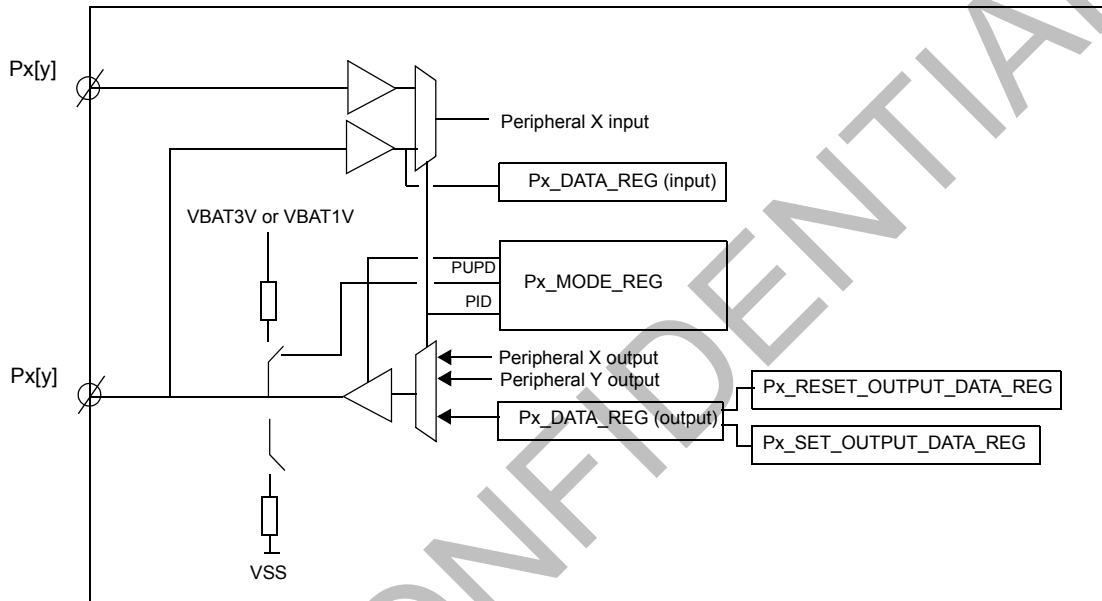 Px[y]
Peripheral X input
Px_DATA_REG (input)
VBAT3V or VBAT1V
PUPD
Px_MODE_REG
PID
Px[y]
Peripheral X output
Peripheral Y output
Px_DATA_REG (output)
Px_RESET_OUTPUT_DATA_REG
Px_SET_OUTPUT_DATA_REG
VSS
CONFIDENTIAL